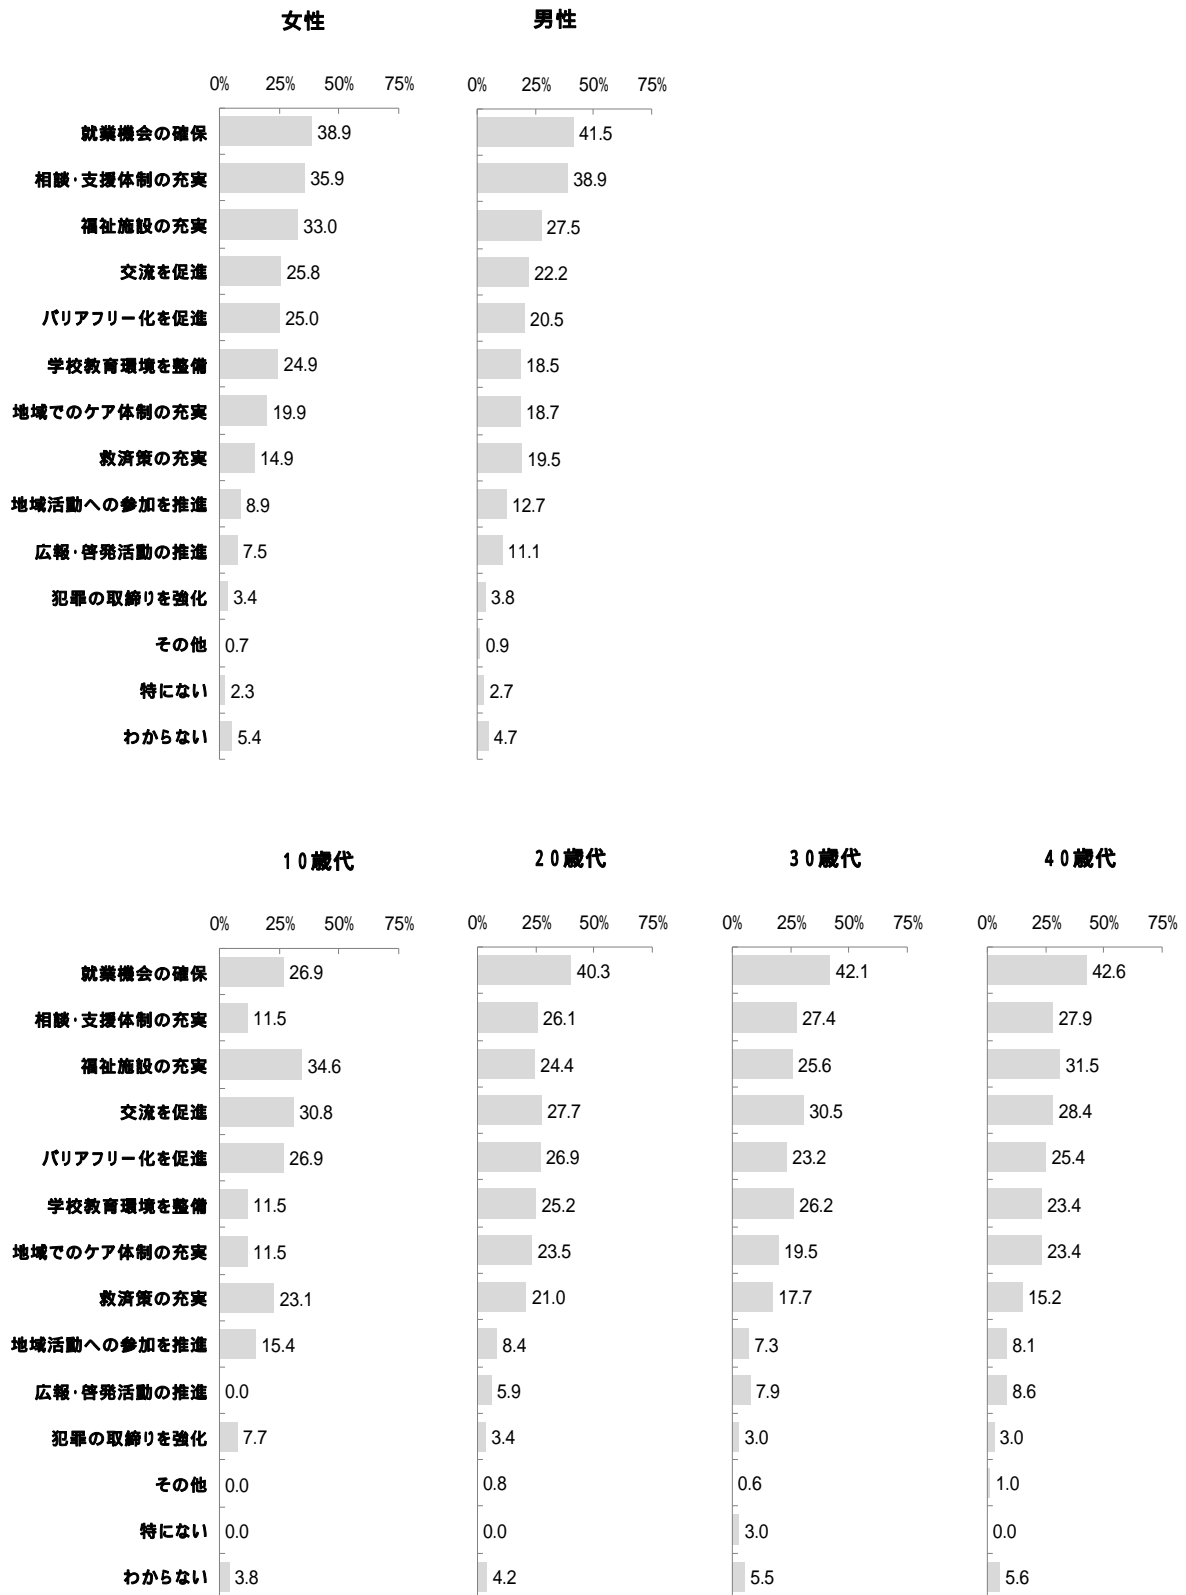 女性 男性
0% 25% 50% 75% 0% 25% 50% 75%
就業機会の確保 38.9 41.5
相談･支援体制の充実 35.9 38.9
福祉施設の充実 33.0 27.5
交流を促進 25.8 22.2
バリアフリー化を促進 25.0 20.5
学校教育環境を整備 24.9 18.5
地域でのケア体制の充実 19.9 18.7
救済策の充実 14.9 19.5
地域活動への参加を推進 8.9 12.7
広報･啓発活動の推進 7.5 11.1
犯罪の取締りを強化 3.4 3.8
その他 0.7 0.9
特にない 2.3 2.7
わからない 5.4 4.7
10歳代 20歳代 30歳代 40歳代
0% 25% 50% 75% 0% 25% 50% 75% 0% 25% 50% 75% 0% 25% 50% 75%
就業機会の確保 26.9 40.3 42.1 42.6
相談･支援体制の充実 11.5 26.1 27.4 27.9
福祉施設の充実 34.6 24.4 25.6 31.5
交流を促進 30.8 27.7 30.5 28.4
バリアフリー化を促進 26.9 26.9 23.2 25.4
学校教育環境を整備 11.5 25.2 26.2 23.4
地域でのケア体制の充実 11.5 23.5 19.5 23.4
救済策の充実 23.1 21.0 17.7 15.2
地域活動への参加を推進 15.4 8.4 7.3 8.1
広報･啓発活動の推進 0.0 5.9 7.9 8.6
犯罪の取締りを強化 7.7 3.4 3.0 3.0
その他 0.0 0.8 0.6 1.0
特にない 0.0 0.0 3.0 0.0
わからない 3.8 4.2 5.5 5.6